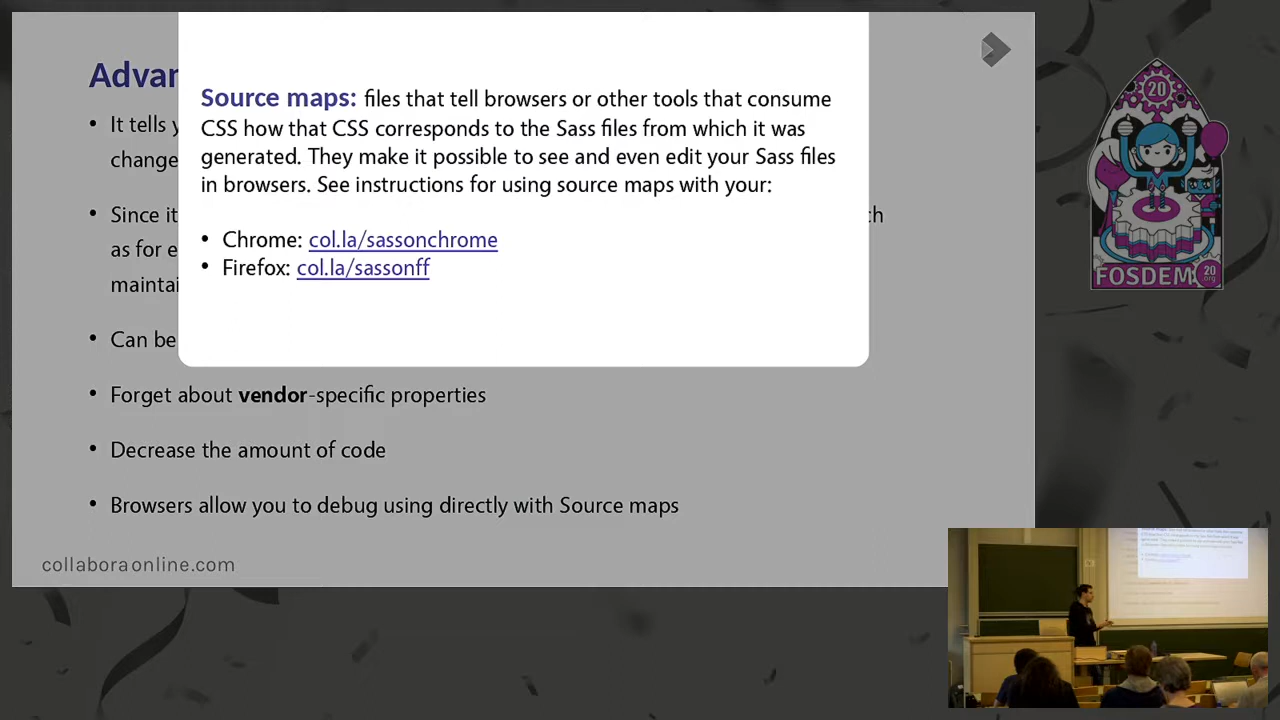 Advan
Source maps: files that tell browsers or other tools that consume
CSS how that CSS corresponds to the Sass files from which it was
generated. They make it possible to see and even edit your Sass files
in browsers. See instructions for using source maps with your:
• Chrome: col.la/sassonchrome
• Firefox: col.la/sassonff
• It tells y
change
• Since it
ch
as for e
maintai
• Can be
• Forget about vendor-specific properties
• Decrease the amount of code
• Browsers allow you to debug using directly with Source maps
collaboraonline.com
20
FOSDEM
20
.org